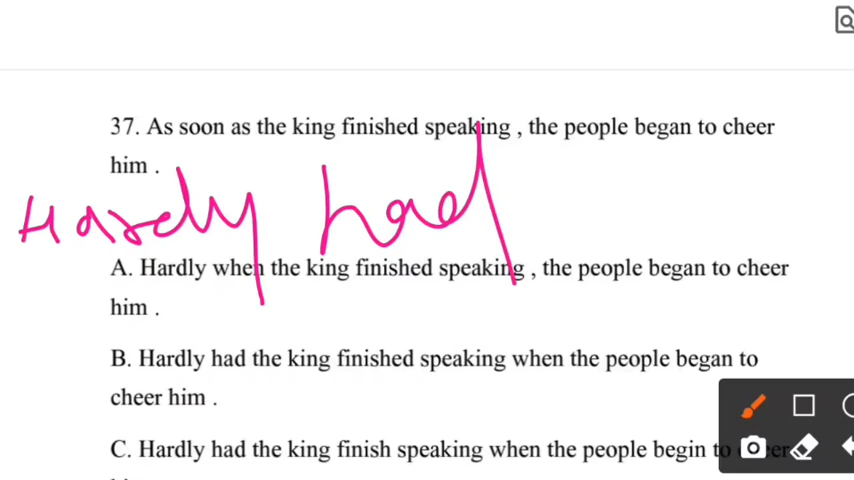 37. As soon as the king finished speaking , the people began to cheer
him .
Hardly had
A. Hardly when the king finished speaking , the people began to cheer
him .
B. Hardly had the king finished speaking when the people began to
cheer him .
C. Hardly had the king finish speaking when the people begin to